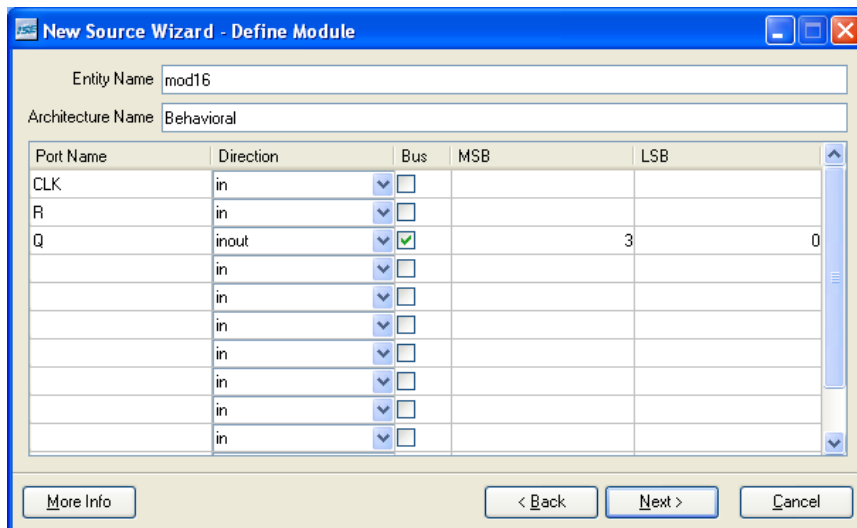 ISE New Source Wizard - Define Module
Entity Name mod16
Architecture Name Behavioral
Port Name Direction Bus MSB LSB
CLK in
R in
Q inout 3 0
in
in
in
in
in
in
in
More Info < Back Next > Cancel